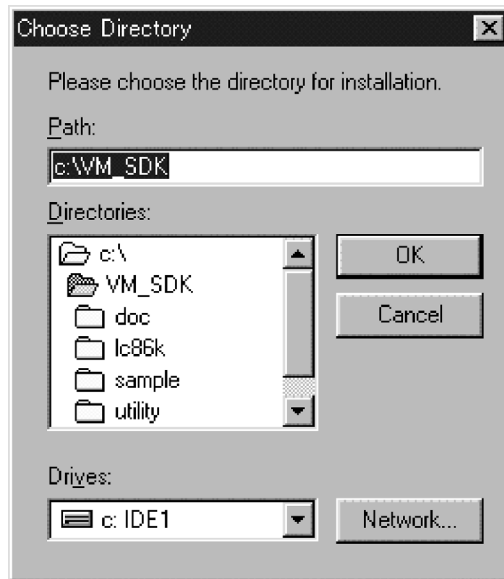 Choose Directory
Please choose the directory for installation.
Path:
c:\VM_SDK
Directories:
c:\
VM_SDK
doc
lc86k
sample
utility
OK
Cancel
Drives:
c: IDE1
Network...